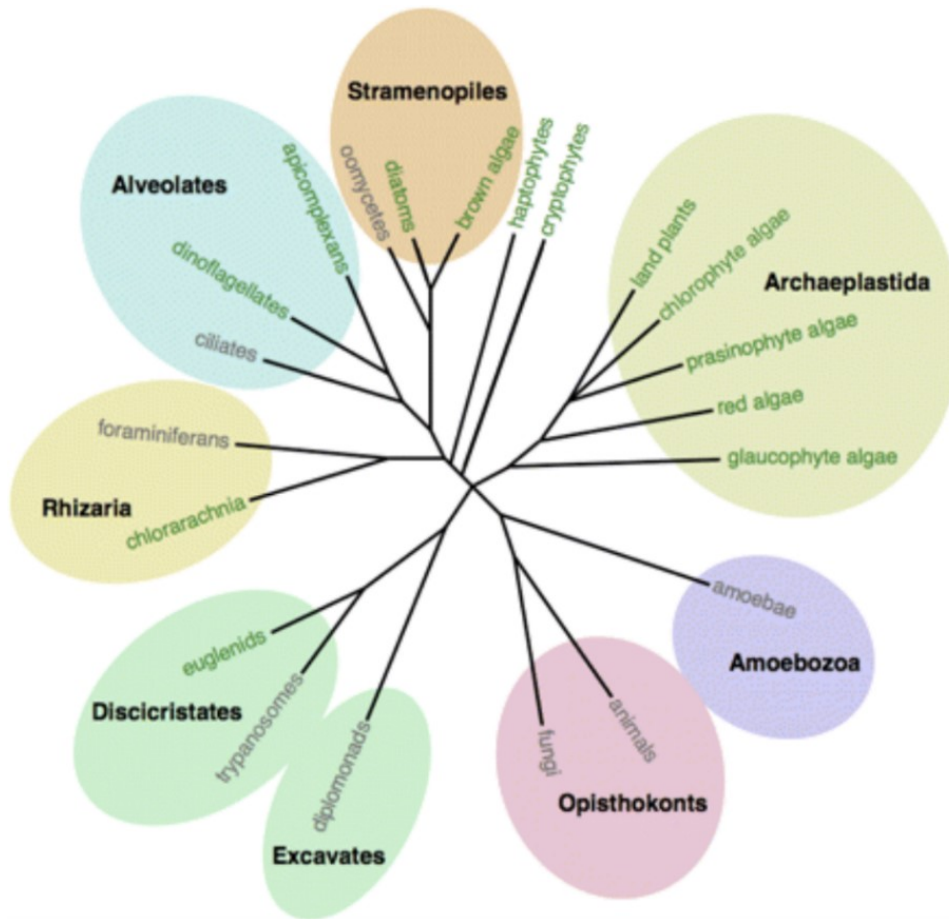 Stramenopiles
Alveolates
apicomplexans
oomycetes
diatoms
brown algae
haptophytes
cryptophytes
dinoflagellates
ciliates
land plants
chlorophyte algae
Archaeplastida
prasinophyte algae
red algae
glaucophyte algae
foraminiferans
Rhizaria
chlorarachnia
amoebae
Amoebozoa
euglenids
Discicristates
trypanosomes
diplomonads
Excavates
fungi
animals
Opisthokonts